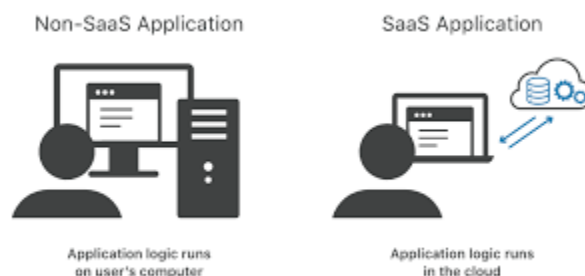 Non-SaaS Application
SaaS Application
Application logic runs
on user's computer
Application logic runs
in the cloud